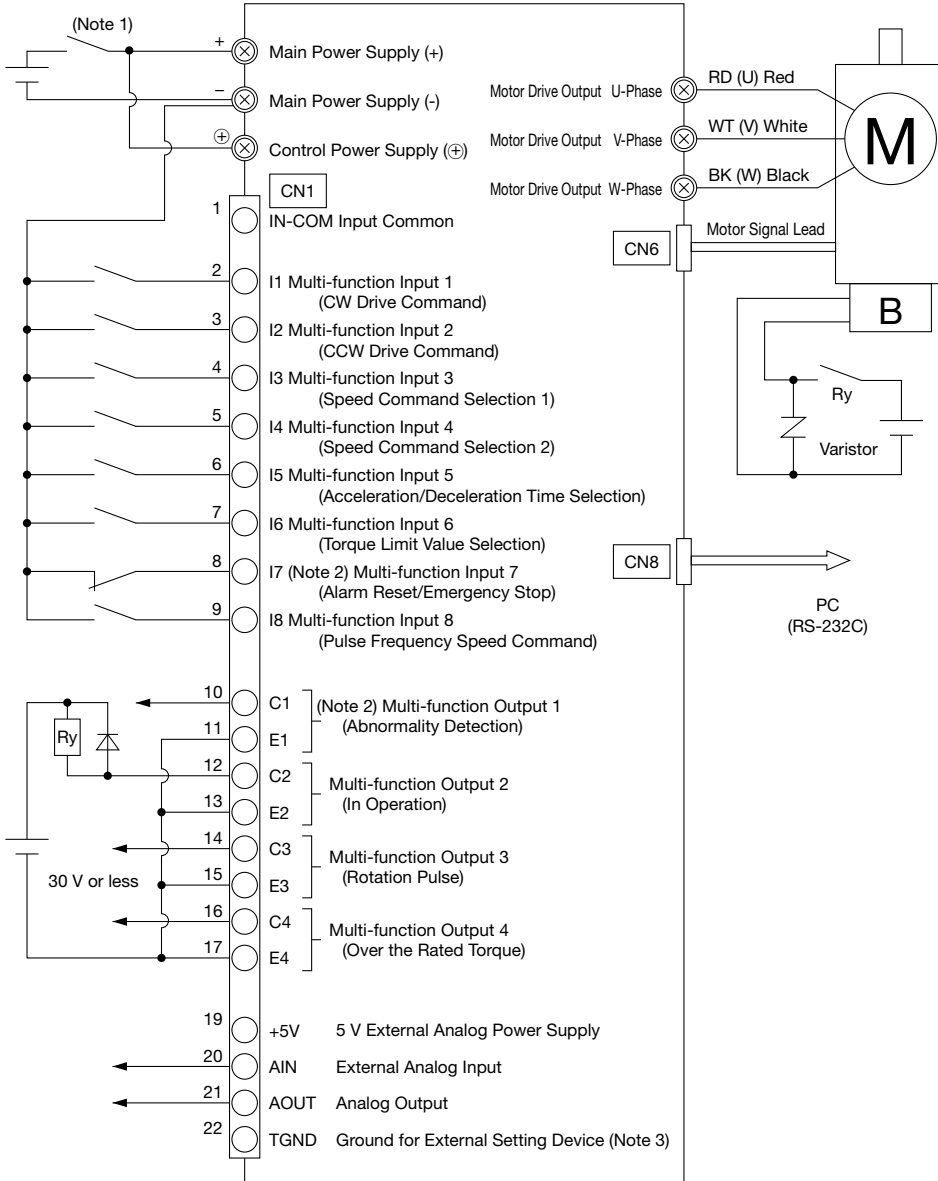 (Note 1)
+
Main Power Supply (+)
−
Main Power Supply (-)
⊕
Control Power Supply (⊕)
CN1
1
IN-COM Input Common
2
I1 Multi-function Input 1
(CW Drive Command)
3
I2 Multi-function Input 2
(CCW Drive Command)
4
I3 Multi-function Input 3
(Speed Command Selection 1)
5
I4 Multi-function Input 4
(Speed Command Selection 2)
6
I5 Multi-function Input 5
(Acceleration/Deceleration Time Selection)
7
I6 Multi-function Input 6
(Torque Limit Value Selection)
8
I7 (Note 2) Multi-function Input 7
(Alarm Reset/Emergency Stop)
9
I8 Multi-function Input 8
(Pulse Frequency Speed Command)
10
C1
11
E1
(Note 2) Multi-function Output 1
(Abnormality Detection)
Ry
12
C2
13
E2
Multi-function Output 2
(In Operation)
14
C3
15
E3
Multi-function Output 3
(Rotation Pulse)
30 V or less
16
C4
17
E4
Multi-function Output 4
(Over the Rated Torque)
19
+5V
5 V External Analog Power Supply
20
AIN
External Analog Input
21
AOUT
Analog Output
22
TGND
Ground for External Setting Device (Note 3)
Motor Drive Output U-Phase
RD (U) Red
Motor Drive Output V-Phase
WT (V) White
Motor Drive Output W-Phase
BK (W) Black
M
CN6
Motor Signal Lead
B
Ry
Varistor
CN8
PC
(RS-232C)